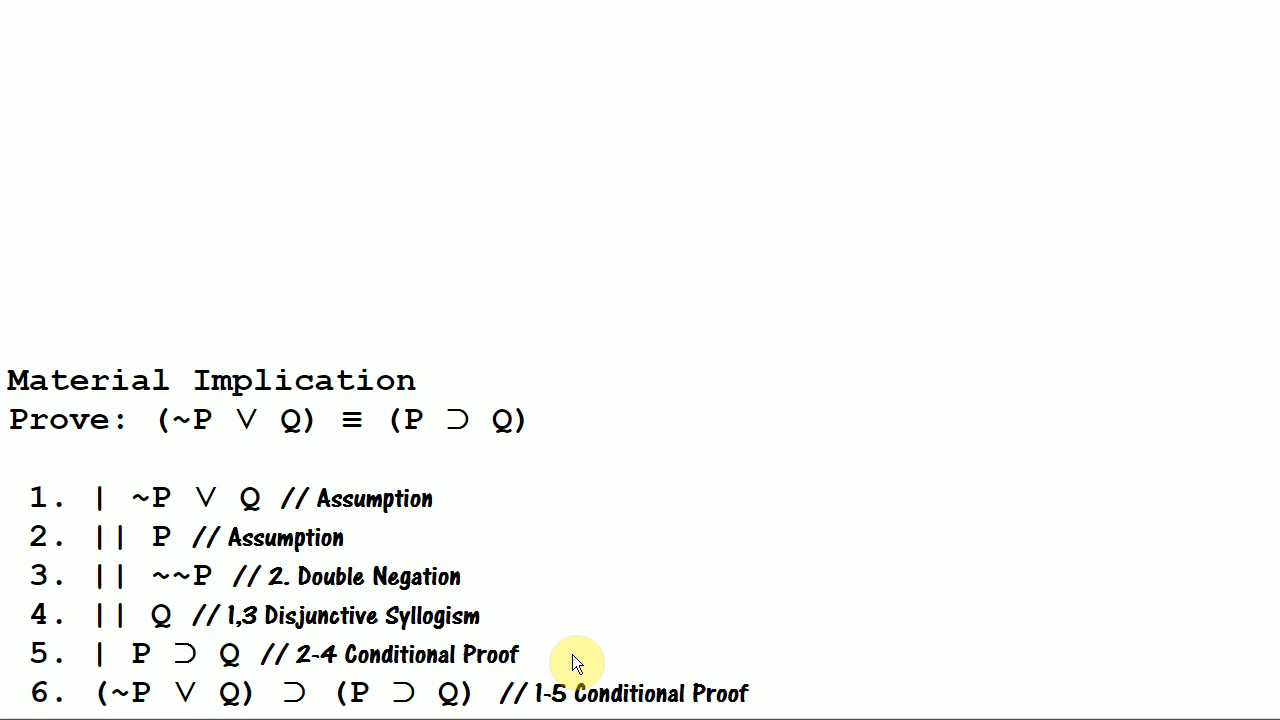 Material Implication
Prove: (~P ∨ Q) ≡ (P ⊃ Q)
1. | ~P ∨ Q // Assumption
2. || P // Assumption
3. || ~~P // 2. Double Negation
4. || Q // 1,3 Disjunctive Syllogism
5. | P ⊃ Q // 2-4 Conditional Proof
6. (~P ∨ Q) ⊃ (P ⊃ Q) // 1-5 Conditional Proof